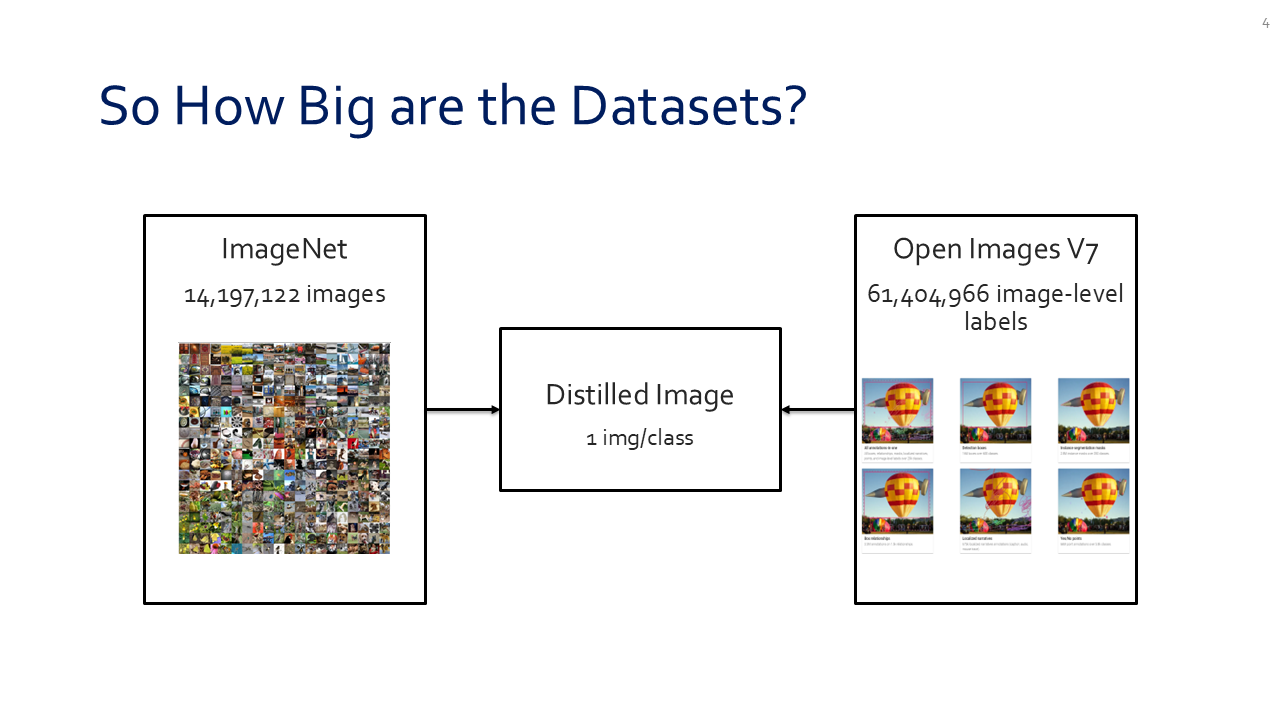 4
So How Big are the Datasets?
ImageNet
14,197,122 images
Distilled Image
1 img/class
Open Images V7
61,404,966 image-level
labels
All annotations in one
Detection boxes
Instance segmentation masks
Box relationships
Localized narratives
Yes/No points